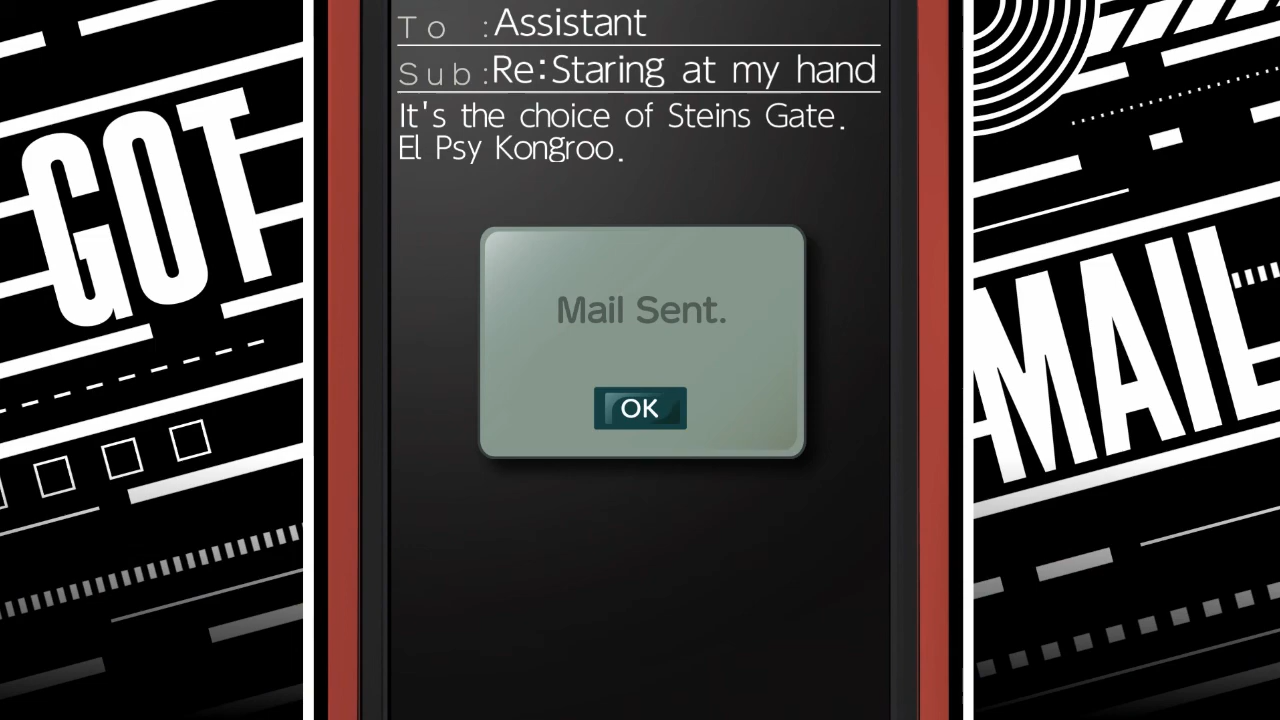 GOT
To :Assistant
Sub:Re:Staring at my hand
It's the choice of Steins Gate.
El Psy Kongroo.
Mail Sent.
OK
MAIL